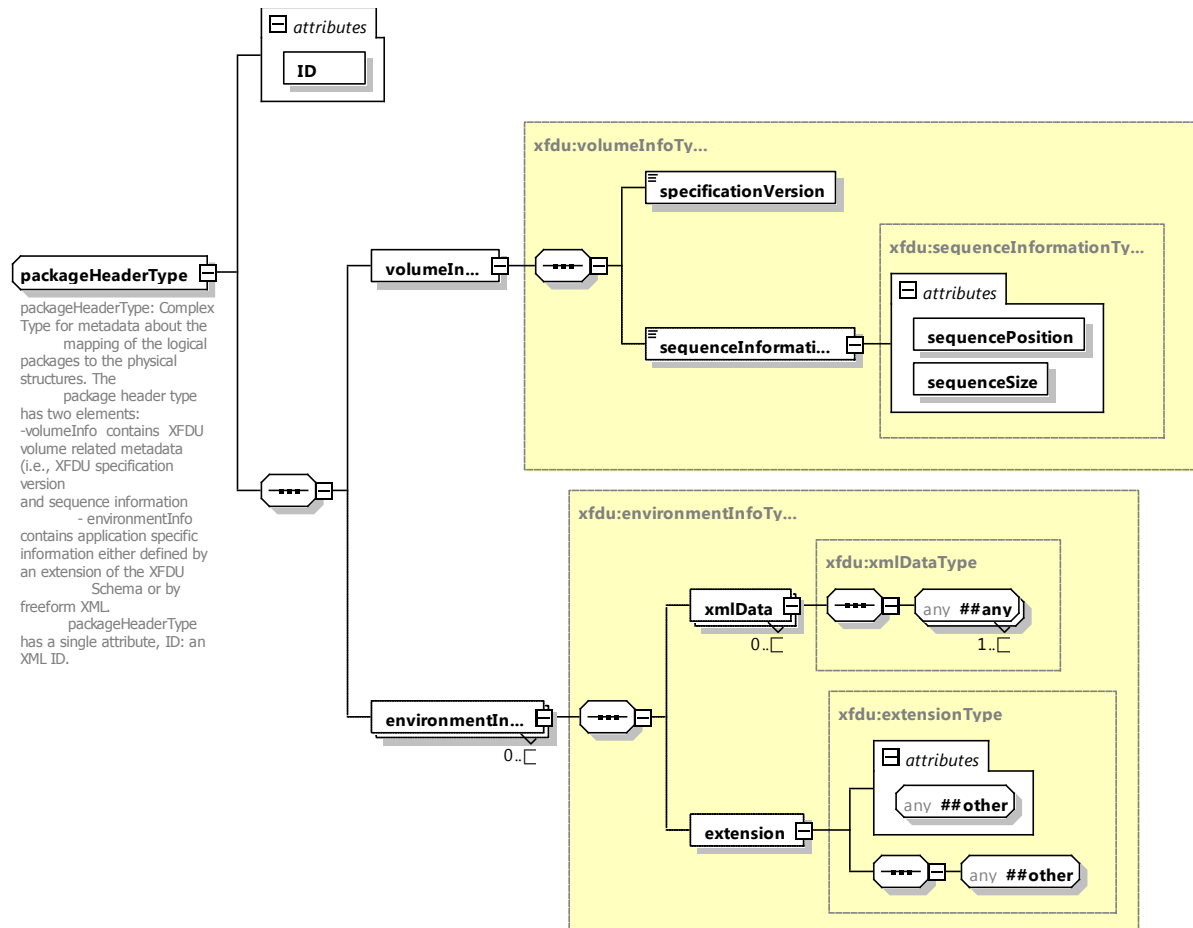 attributes
ID
xfdu:volumeInfoTy...
specificationVersion
xfdu:sequenceInformationTy...
packageHeaderType
volumeIn...
attributes
sequencePosition
sequenceInformati...
sequenceSize
packageHeaderType: Complex
Type for metadata about the
mapping of the logical
packages to the physical
structures. The
package header type
has two elements:
-volumeInfo contains XFDU
volume related metadata
(i.e., XFDU specification
version
and sequence information
- environmentInfo
contains application specific
information either defined by
an extension of the XFDU
Schema or by
freeform XML.
packageHeaderType
has a single attribute, ID: an
XML ID.
xfdu:environmentInfoTy...
xfdu:xmlDataType
xmlData
any ##any
0..
1..
environmentIn...
0..
xfdu:extensionType
attributes
any ##other
extension
any ##other